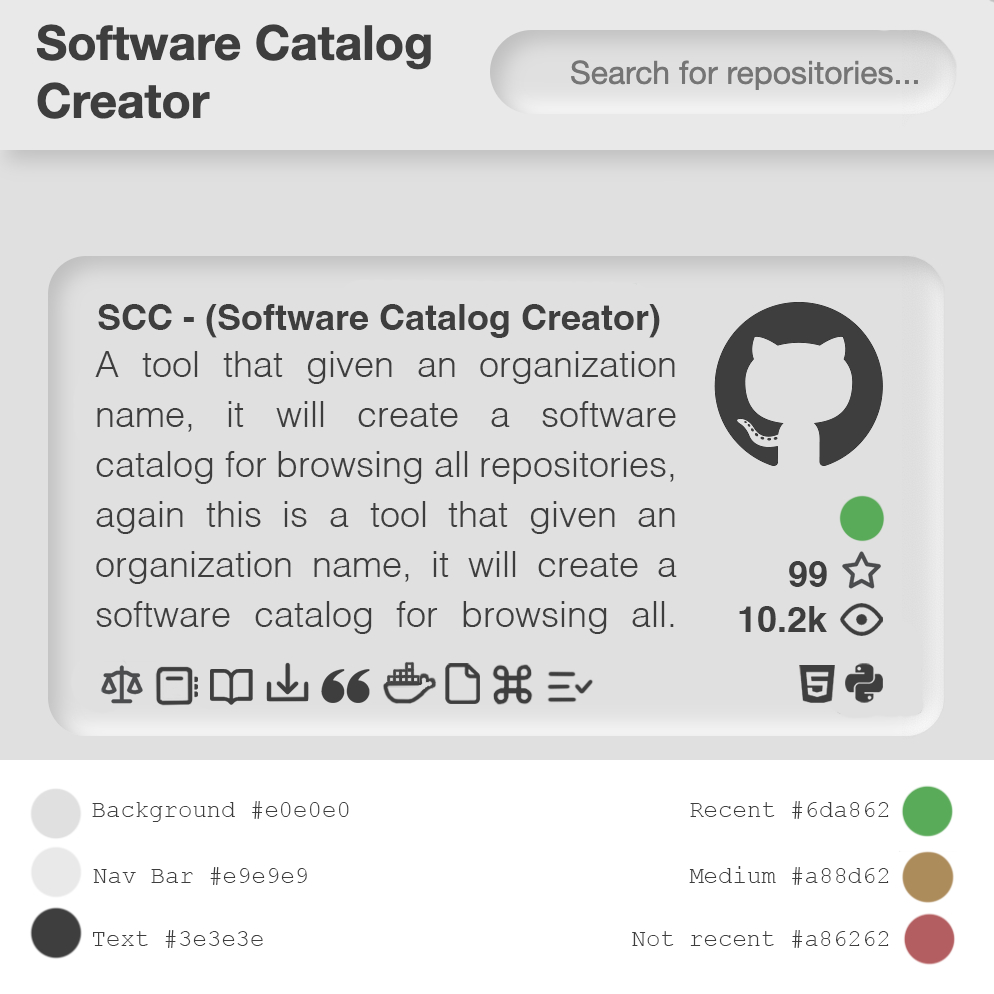 Software Catalog
Creator
Search for repositories...
SCC - (Software Catalog Creator)
A tool that given an organization
name, it will create a software
catalog for browsing all repositories,
again this is a tool that given an
organization name, it will create a
software catalog for browsing all.
99
10.2k
Background #e0e0e0
Recent #6da862
Nav Bar #e9e9e9
Medium #a88d62
Text #3e3e3e
Not recent #a86262